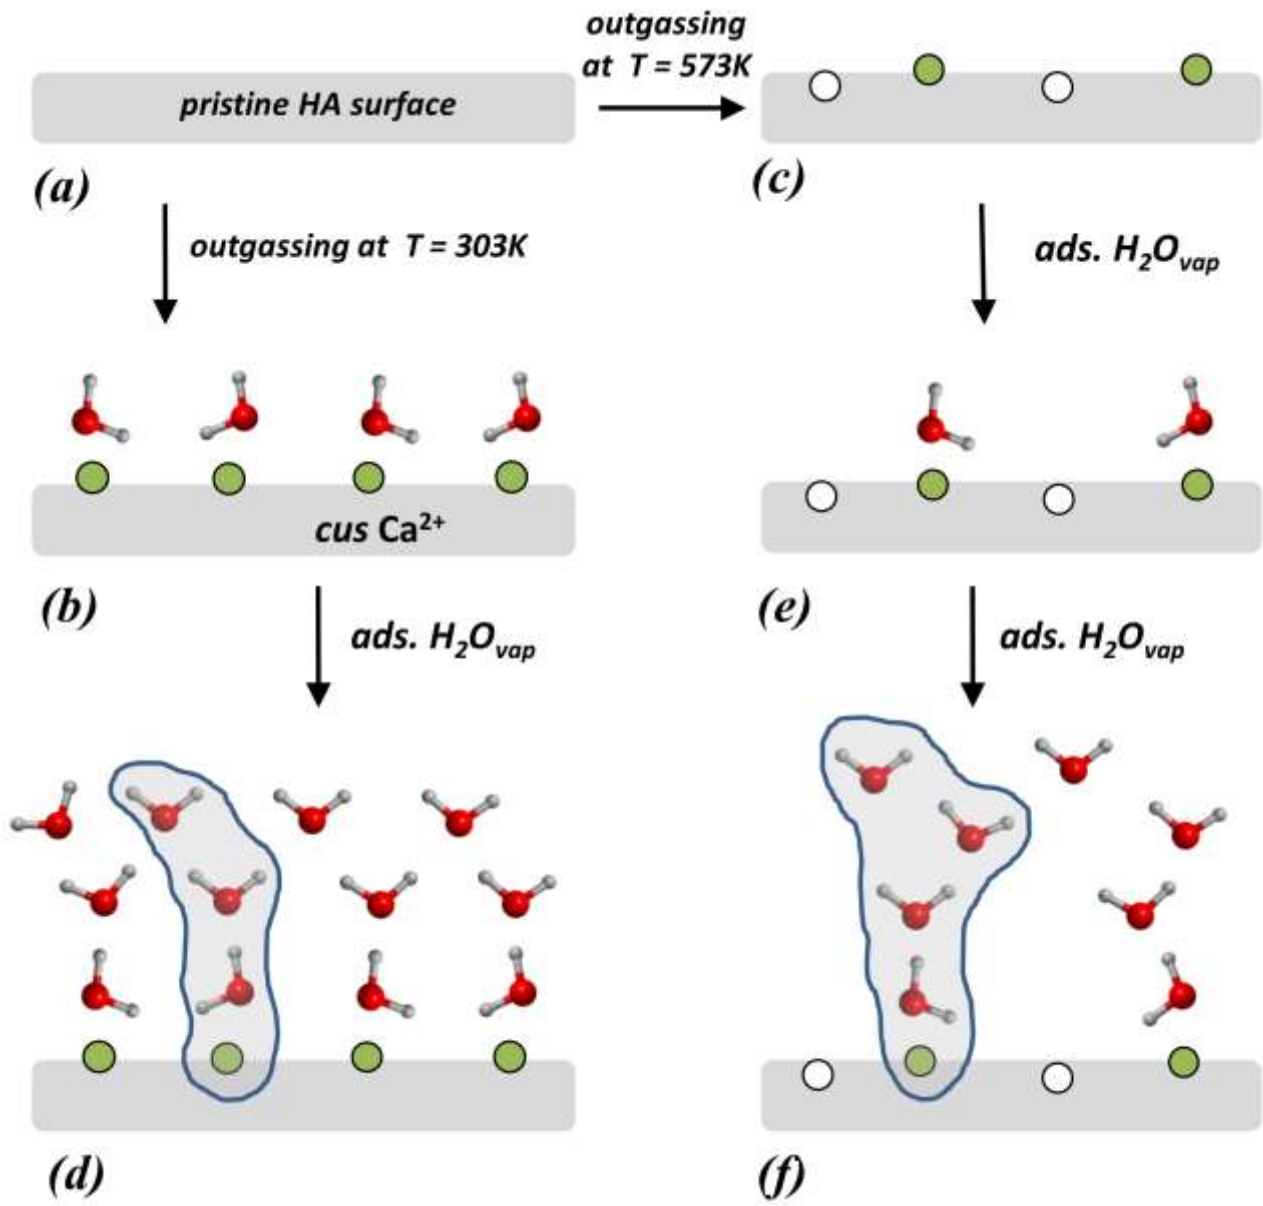 outgassing
at T = 573K
pristine HA surface
(a)
(c)
outgassing at T = 303K
ads. H₂Oᵥₐₚ
cus Ca²⁺
(b)
(e)
ads. H₂Oᵥₐₚ
ads. H₂Oᵥₐₚ
(d)
(f)